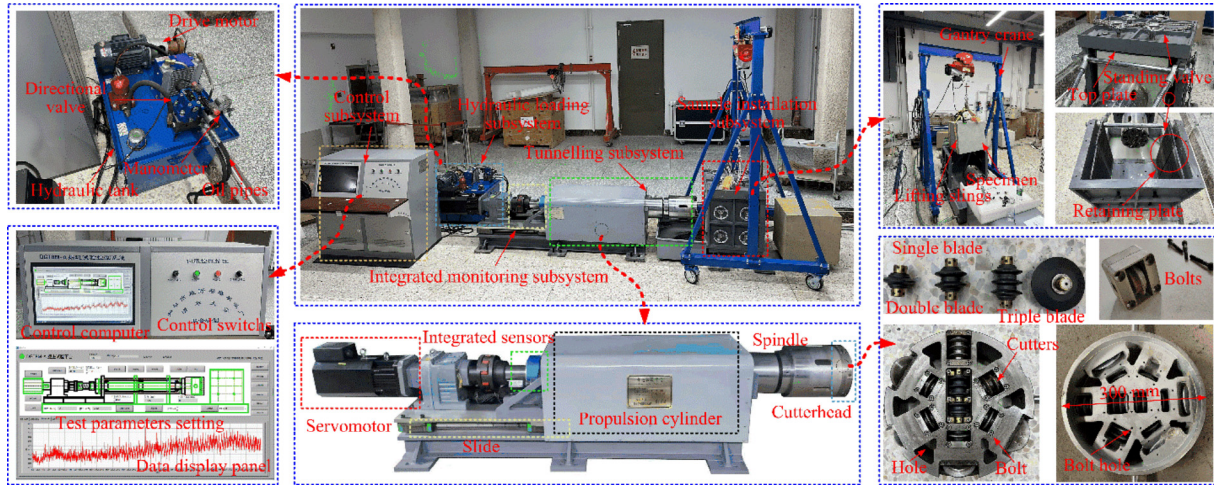 Drive motor
Directional
valve
Manometor
Hydraulic tank
Oil pipes
Control
subsystem
Hydraulic loading
subsystem
Sample installation
subsystem
Tunnelling subsystem
Integrated monitoring subsystem
Gantry crane
Lifting slings
Specimen
Standing valve
Top plate
Retaining plate
Control computer
Control switchs
Test parameters setting
Data display panel
Integrated sensors
Spindle
Servomotor
Propulsion cylinder
Cutterhead
Slide
Single blade
Double blade
Triple blade
Bolts
Cutters
Hole
Bolt
300 mm
Bolt hole